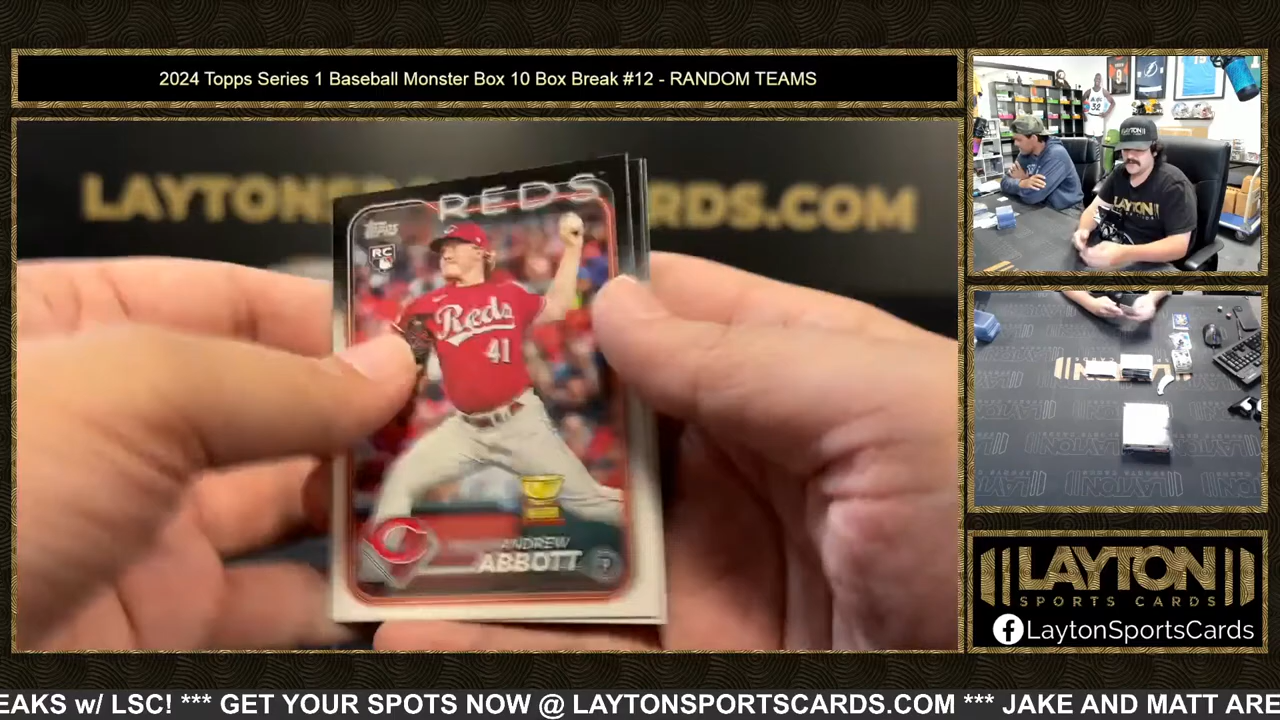 2024 Topps Series 1 Baseball Monster Box 10 Box Break #12 - RANDOM TEAMS
LAYTON
RDS.COM
REDS
Topps
RC
Reds
41
ANDREW
ABBOTT
P
LAYTON
SPORTS CARDS
LaytonSportsCards
EAKS w/ LSC! *** GET YOUR SPOTS NOW @ LAYTONSPORTSCARDS.COM *** JAKE AND MATT ARE